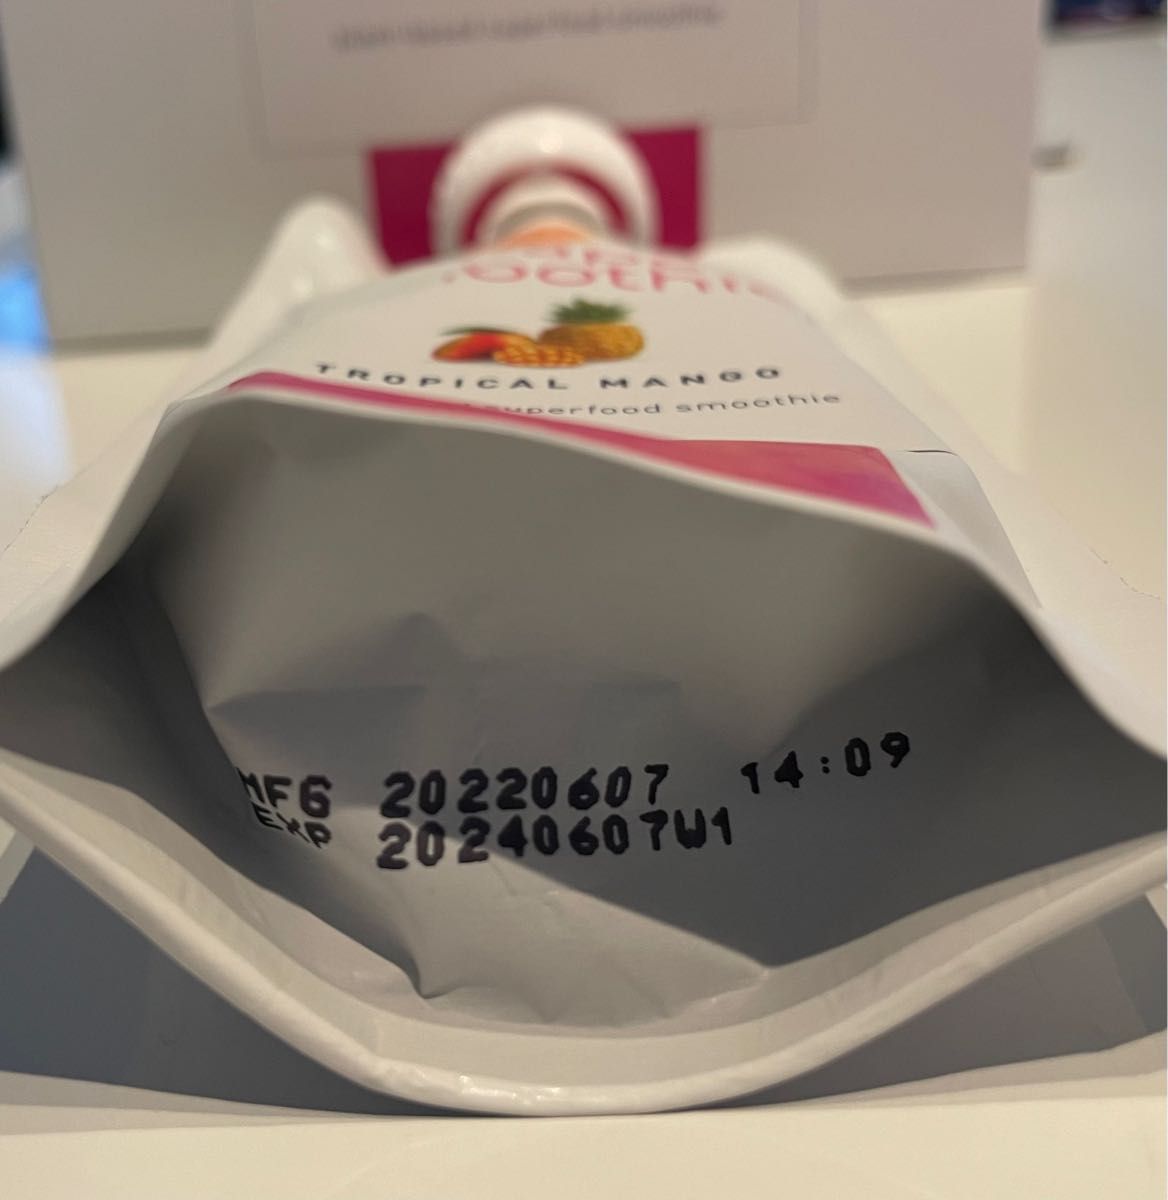 TROPICAL MANGO
superfood smoothie
MFG 20220607 14:09
EXP 20240607W1